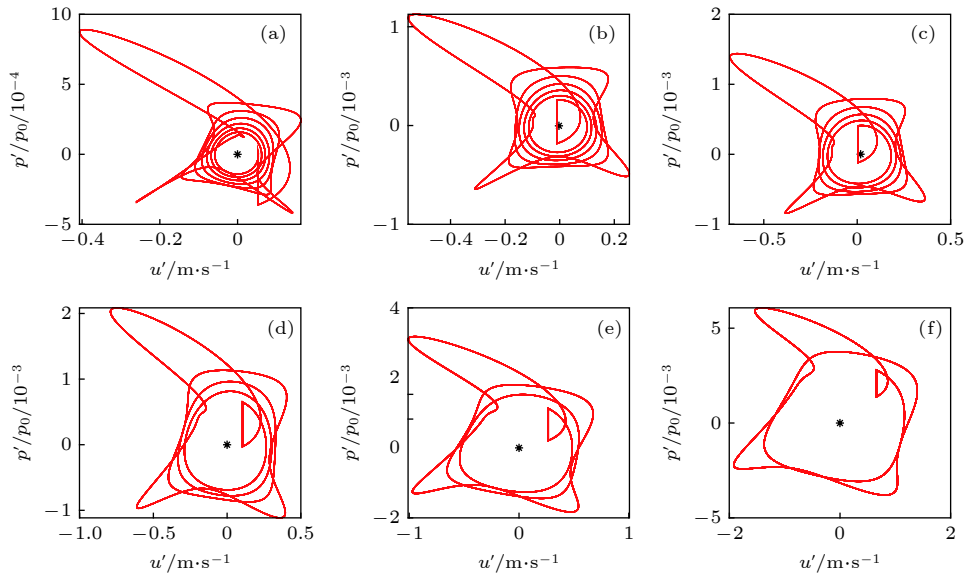 (a)
p′/p₀/10⁻⁴
10
5
0
−5
−0.4
−0.2
0
u′/m·s⁻¹
(b)
p′/p₀/10⁻³
1
0
1
−0.4
−0.2
0
0.2
u′/m·s⁻¹
(c)
p′/p₀/10⁻³
2
1
0
−1
−0.5
0
0.5
u′/m·s⁻¹
(d)
p′/p₀/10⁻³
2
1
0
−1
−1.0
−0.5
0
0.5
u′/m·s⁻¹
(e)
p′/p₀/10⁻³
4
2
1
0
−2
−1
0
1
u′/m·s⁻¹
(f)
p′/p₀/10⁻³
5
0
−5
−2
0
2
u′/m·s⁻¹